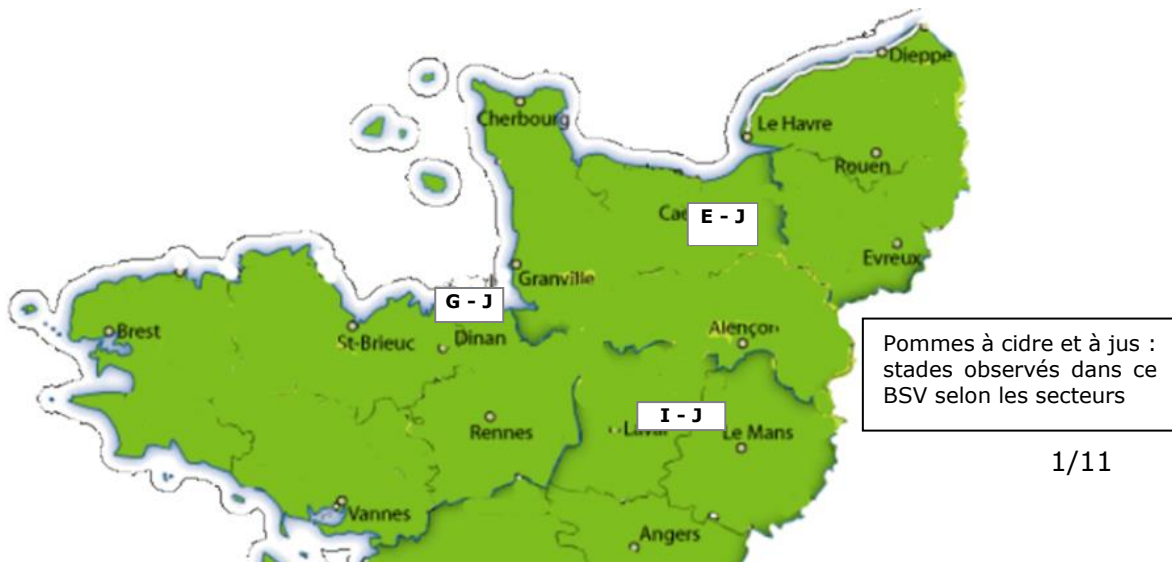 Dieppe
Cherbourg
Le Havre
Rouen
E - J
Evreux
Granville
G - J
Brest
St-Brieuc
Dinan
Alençon
Pommes à cidre et à jus :
stades observés dans ce
BSV selon les secteurs
I - J
Rennes
Le Mans
1/11
Vannes
Angers